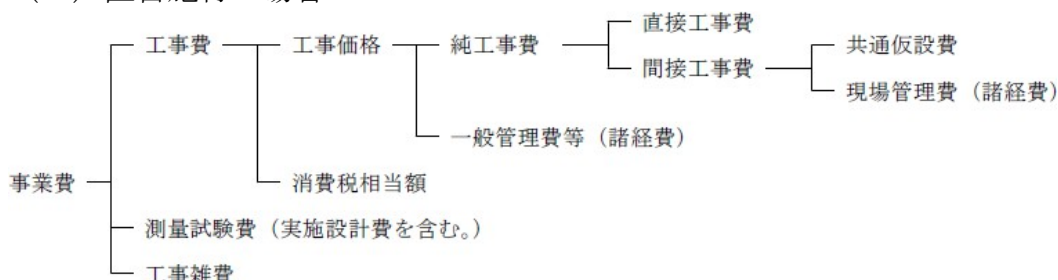 直接工事費
工事費 工事価格 純工事費 共通仮設費
間接工事費
現場管理費（諸経費）
一般管理費等（諸経費）
事業費 消費税相当額
測量試験費（実施設計費を含む。）
工事雑費